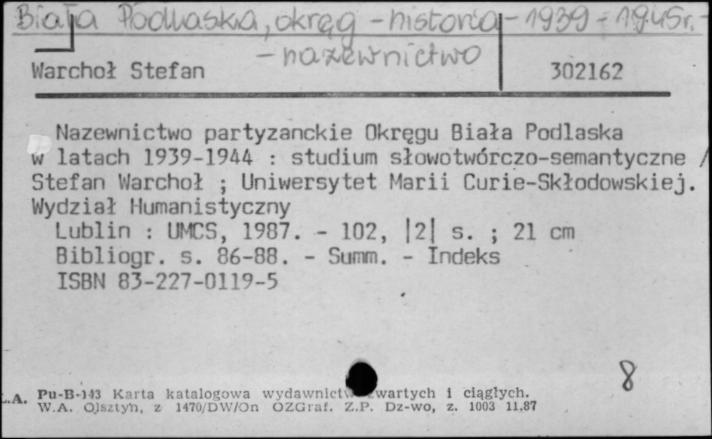 Biała Podlaska, okręg - historia - 1939 - 1945r. -
- nazewnictwo
Warchoł Stefan 302162
Nazewnictwo partyzanckie Okręgu Biała Podlaska
w latach 1939-1944 : studium słowotwórczo-semantyczne /
Stefan Warchoł ; Uniwersytet Marii Curie-Skłodowskiej.
Wydział Humanistyczny
Lublin : UMCS, 1987. - 102, |2| s. ; 21 cm
Bibliogr. s. 86-88. - Summ. - Indeks
ISBN 83-227-0119-5
8
Pu-B-143 Karta katalogowa wydawnictw zwartych i ciągłych.
W.A. Olsztyn, z 1470/DW/On OZGraf. Z.P. Dz-wo, z. 1003 11.87